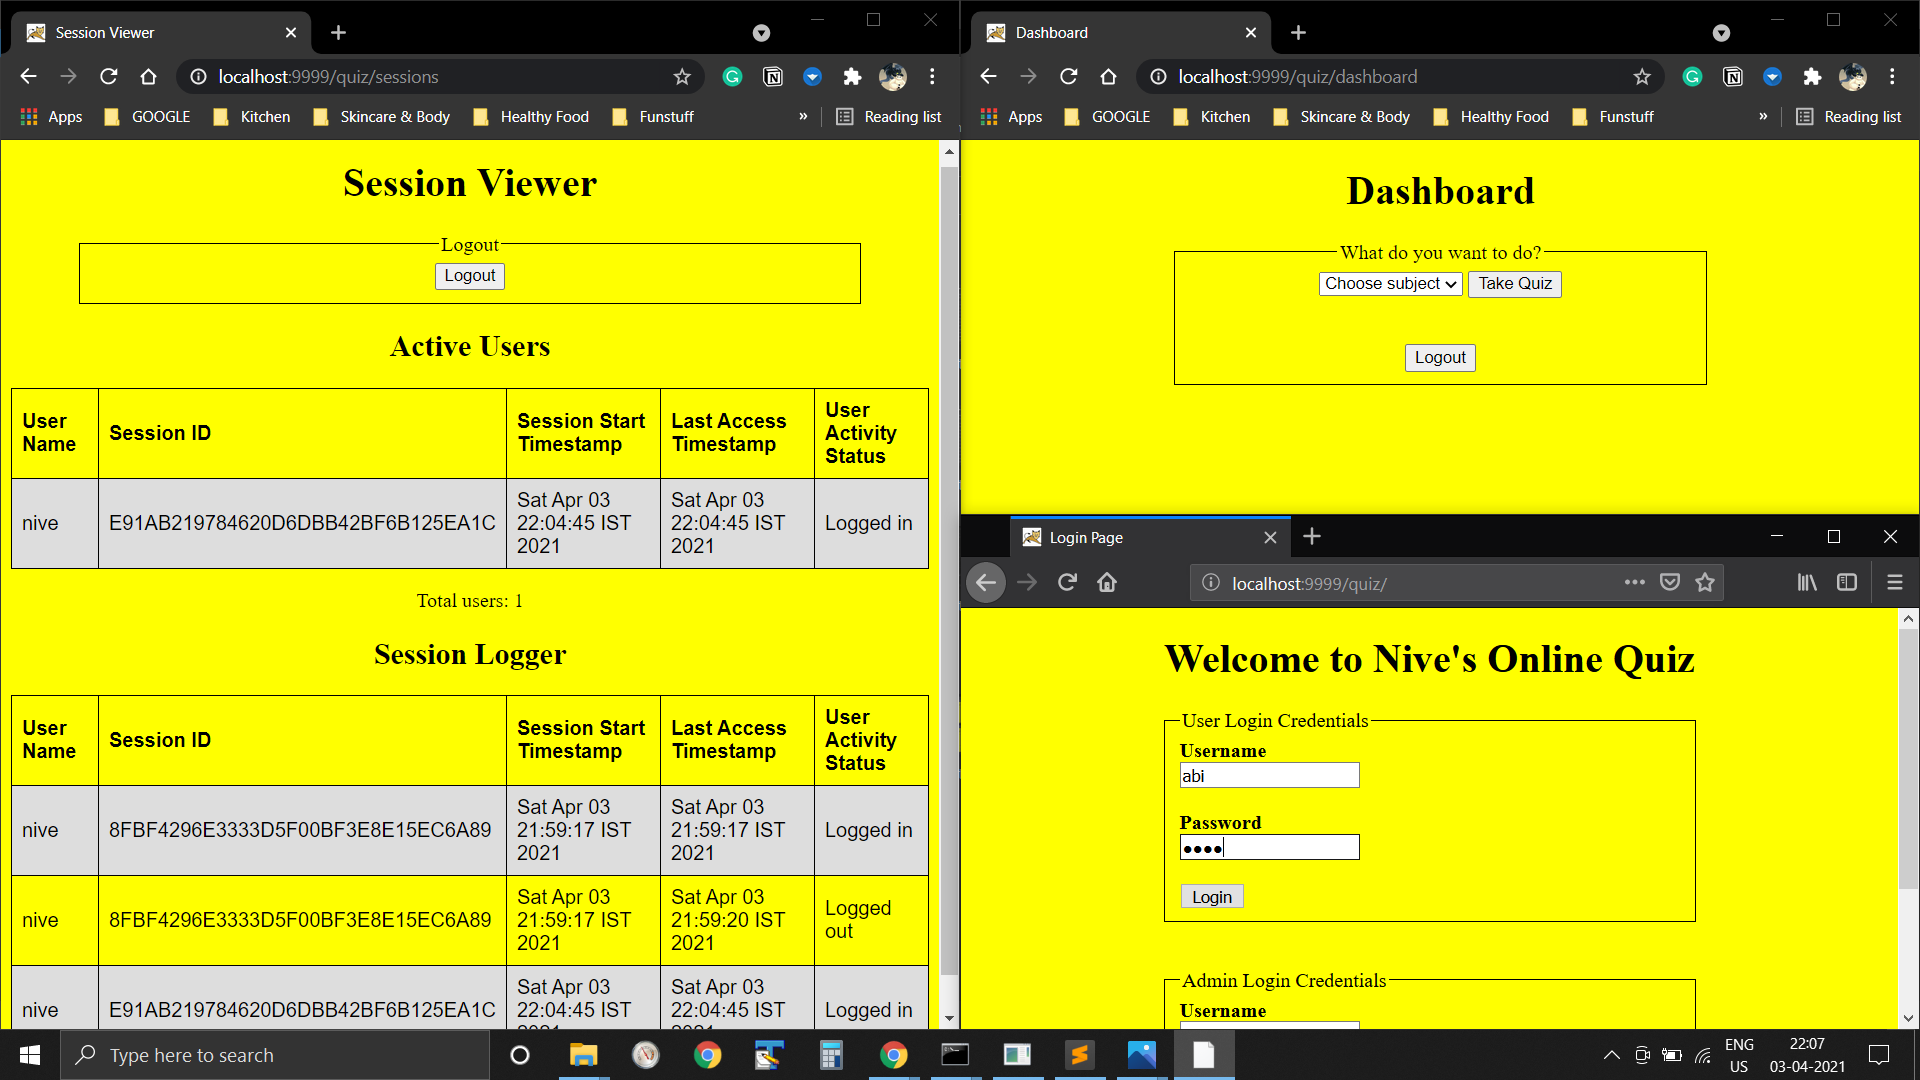 Session Viewer
localhost:9999/quiz/sessions
Apps GOOGLE Kitchen Skincare & Body Healthy Food Funstuff » Reading list
Session Viewer
Logout
Logout
Active Users
User Name Session ID Session Start Timestamp Last Access Timestamp User Activity Status
nive E91AB219784620D6DBB42BF6B125EA1C Sat Apr 03 22:04:45 IST 2021 Sat Apr 03 22:04:45 IST 2021 Logged in
Total users: 1
Session Logger
User Name Session ID Session Start Timestamp Last Access Timestamp User Activity Status
nive 8FBF4296E3333D5F00BF3E8E15EC6A89 Sat Apr 03 21:59:17 IST 2021 Sat Apr 03 21:59:17 IST 2021 Logged in
nive 8FBF4296E3333D5F00BF3E8E15EC6A89 Sat Apr 03 21:59:17 IST 2021 Sat Apr 03 21:59:20 IST 2021 Logged out
nive E91AB219784620D6DBB42BF6B125EA1C Sat Apr 03 22:04:45 IST Sat Apr 03 22:04:45 IST Logged in
Dashboard
localhost:9999/quiz/dashboard
Apps GOOGLE Kitchen Skincare & Body Healthy Food Funstuff » Reading list
Dashboard
What do you want to do?
Choose subject Take Quiz
Logout
Login Page
localhost:9999/quiz/
Welcome to Nive's Online Quiz
User Login Credentials
Username
abi
Password
Login
Admin Login Credentials
Username
Type here to search
ENG
US
22:07
03-04-2021